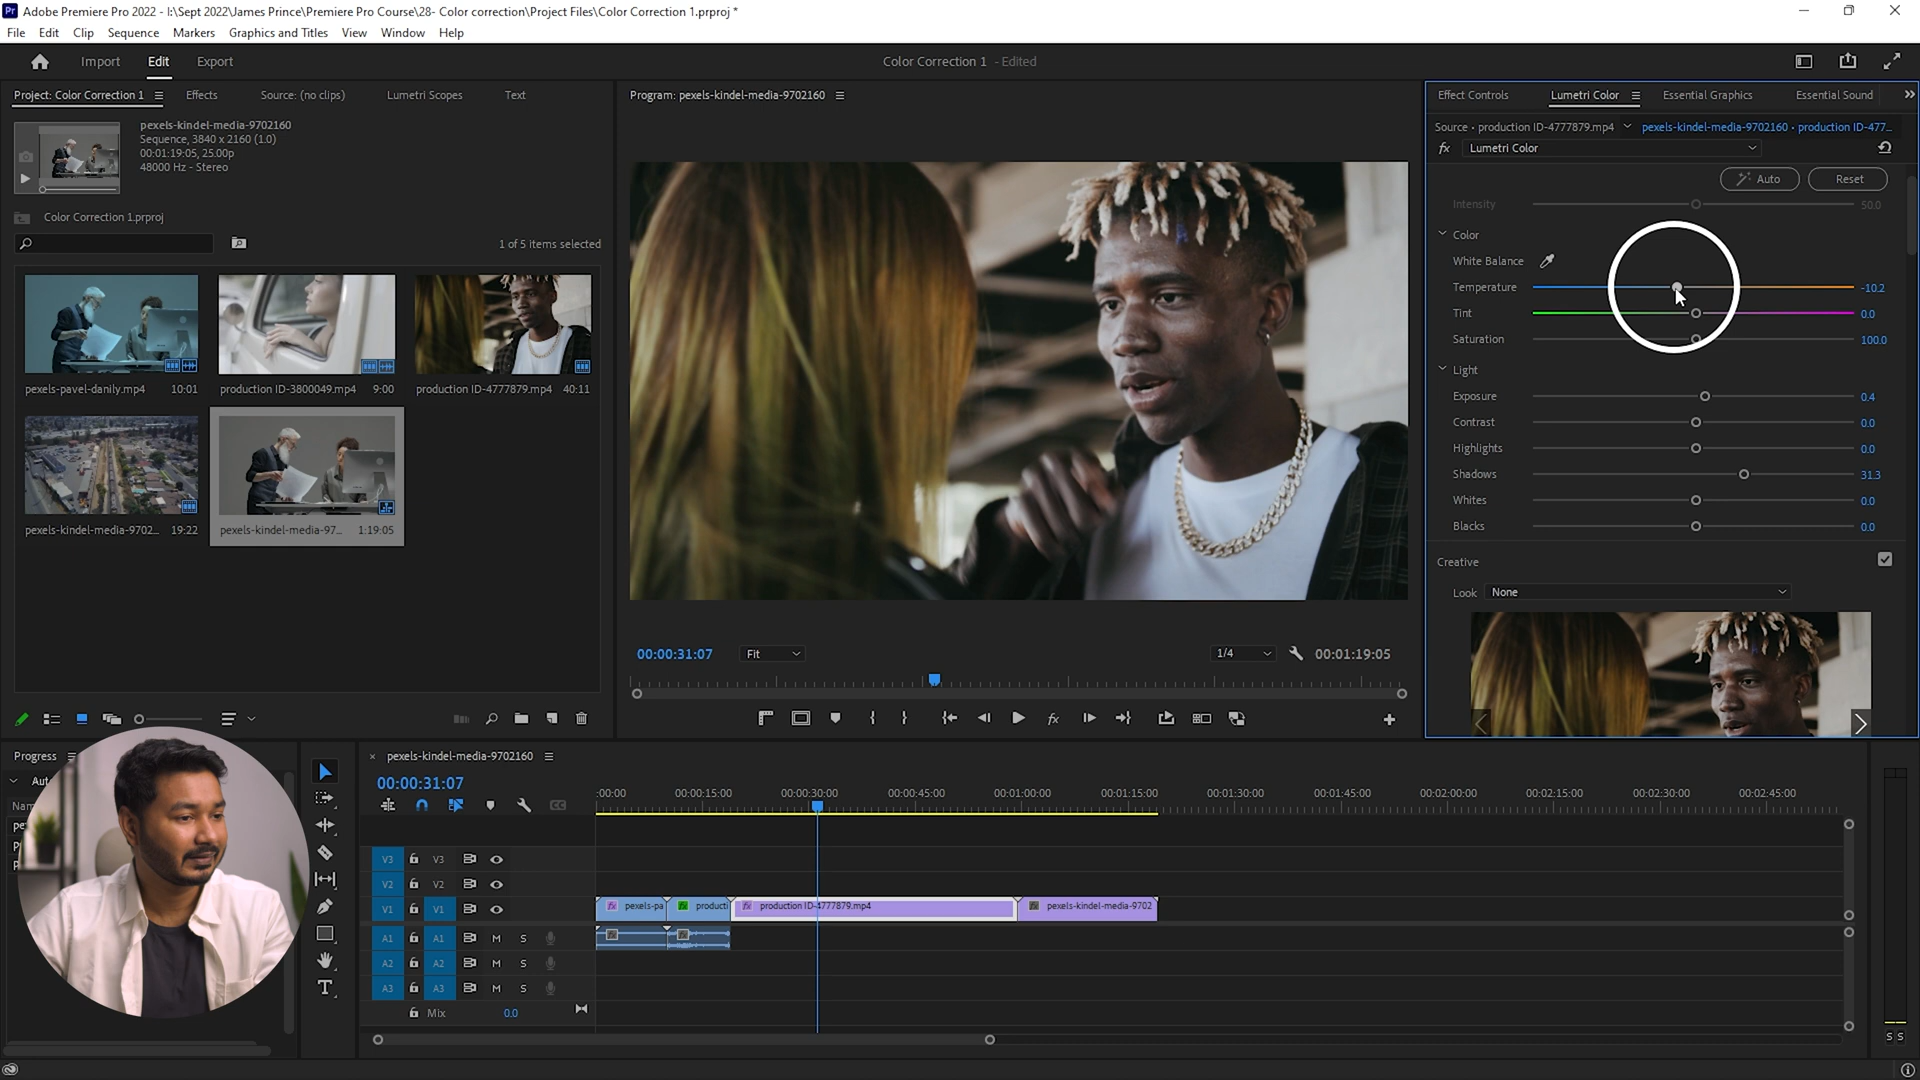 Pr Adobe Premiere Pro 2022 - I:\Sept 2022\James Prince\Premiere Pro Course\28- Color correction\Project Files\Color Correction 1.prproj *
File Edit Clip Sequence Markers Graphics and Titles View Window Help
Import Edit Export
Color Correction 1 - Edited
Project: Color Correction 1 Effects Source: (no clips) Lumetri Scopes Text
pexels-kindel-media-9702160
Sequence, 3840 x 2160 (1.0)
00:01:19:05, 25.00p
48000 Hz - Stereo
Color Correction 1.prproj
1 of 5 items selected
pexels-pavel-danily.mp4 10:01
production ID-3800049.mp4 9:00
production ID-4777879.mp4 40:11
pexels-kindel-media-9702... 19:22
pexels-kindel-media-97... 1:19:05
Program: pexels-kindel-media-9702160
00:00:31:07 Fit 1/4 00:01:19:05
Effect Controls Lumetri Color Essential Graphics Essential Sound
Source • production ID-4777879.mp4 pexels-kindel-media-9702160 • production ID-477...
fx Lumetri Color
Auto Reset
Intensity 50.0
Color
White Balance
Temperature -10.2
Tint 0.0
Saturation 100.0
Light
Exposure 0.4
Contrast 0.0
Highlights 0.0
Shadows 31.3
Whites 0.0
Blacks 0.0
Creative
Look None
Progress
pexels-kindel-media-9702160
00:00:31:07
:00:00 00:00:15:00 00:00:30:00 00:00:45:00 00:01:00:00 00:01:15:00 00:01:30:00 00:01:45:00 00:02:00:00 00:02:15:00 00:02:30:00 00:02:45:00
V3 V3
V2 V2
V1 V1 fx pexels-pa fx producti fx production ID-4777879.mp4 fx pexels-kindel-media-9702
A1 A1 M S
A2 A2 M S
A3 A3 M S
Mix 0.0
S S